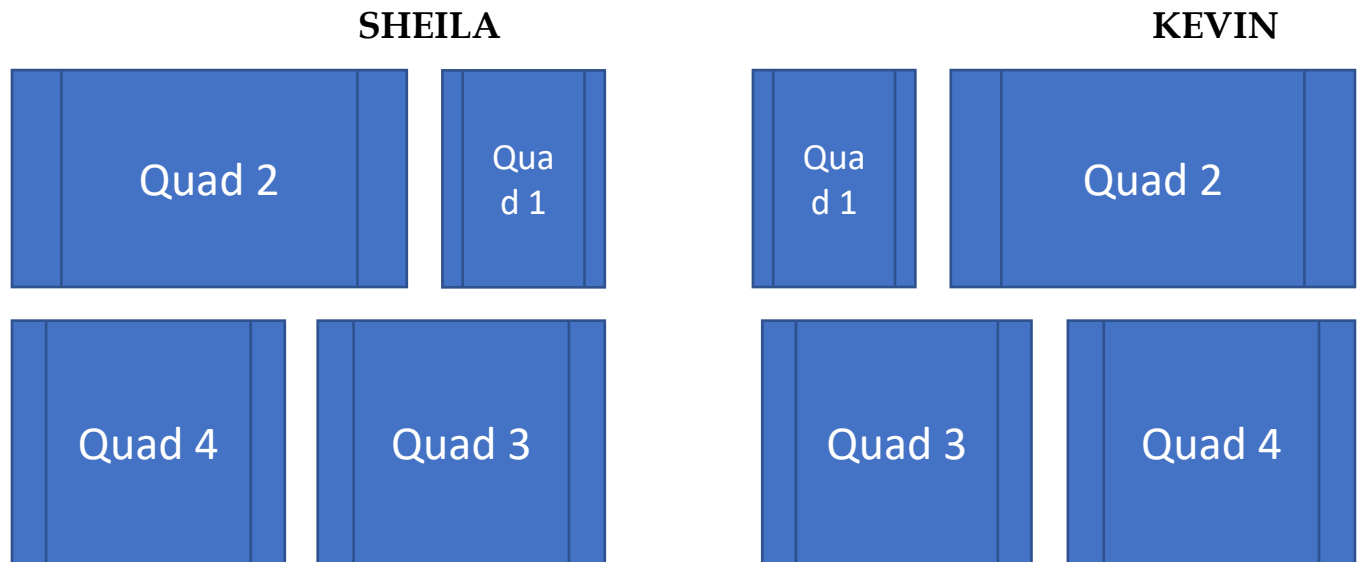 SHEILA
KEVIN
Quad 2
Qua
d 1
Qua
d 1
Quad 2
Quad 4
Quad 3
Quad 3
Quad 4